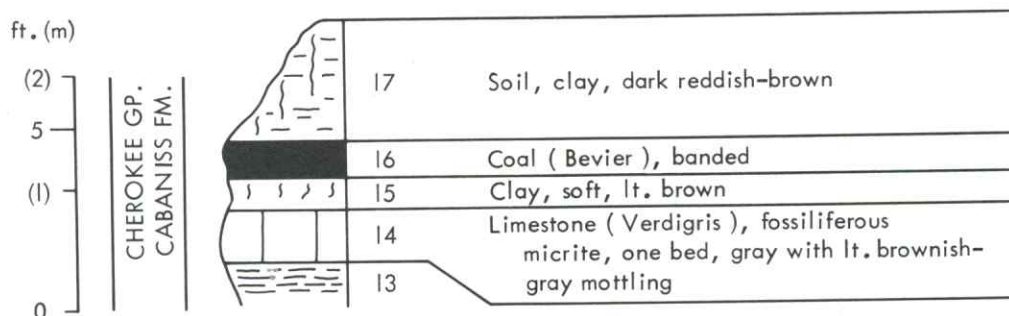 ft. (m)
(2)
5
(1)
0
CHEROKEE GP.
CABANISS FM.
17 Soil, clay, dark reddish-brown
16 Coal (Bevier), banded
15 Clay, soft, lt. brown
14 Limestone (Verdigris), fossiliferous
micrite, one bed, gray with lt. brownish-
gray mottling
13